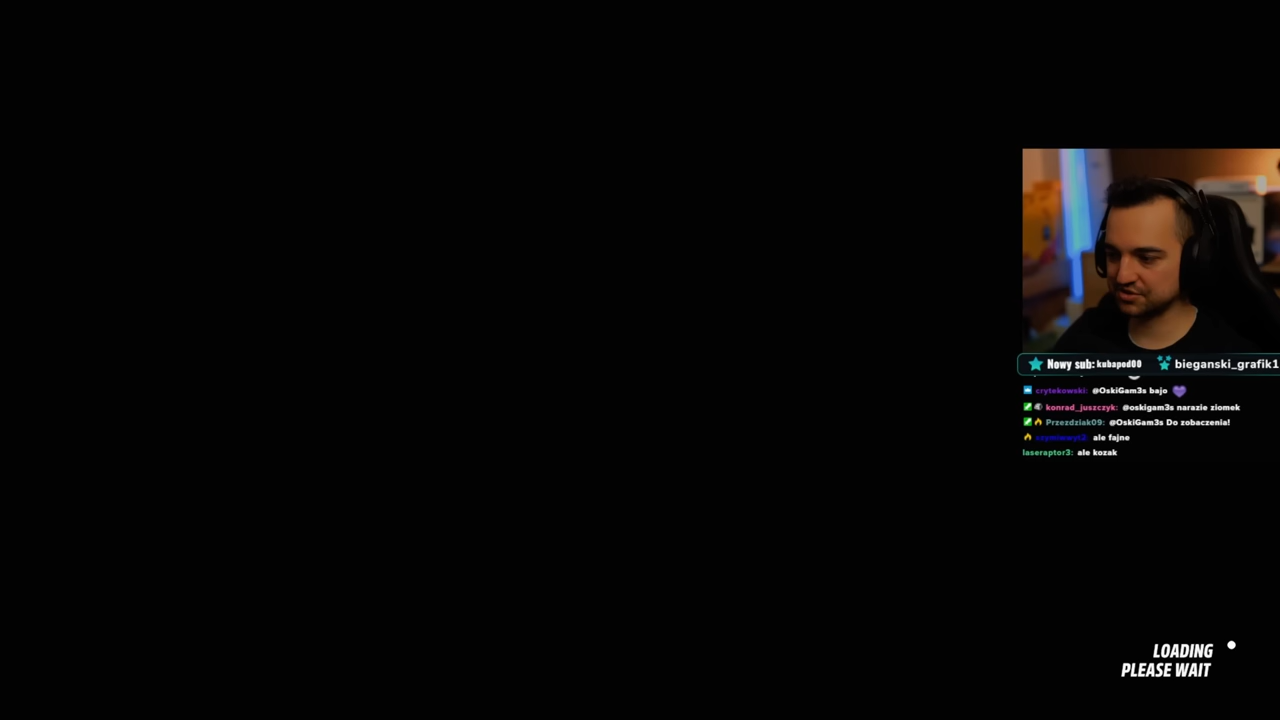 Nowy sub: kubapod00 bieganski_grafik1
crytekowski: @OskiGam3s bajo
konrad_juszczyk: @oskigam3s narazie ziomek
Przezdziak09: @OskiGam3s Do zobaczenia!
ale fajne
laseraptor3: ale kozak
LOADING
PLEASE WAIT